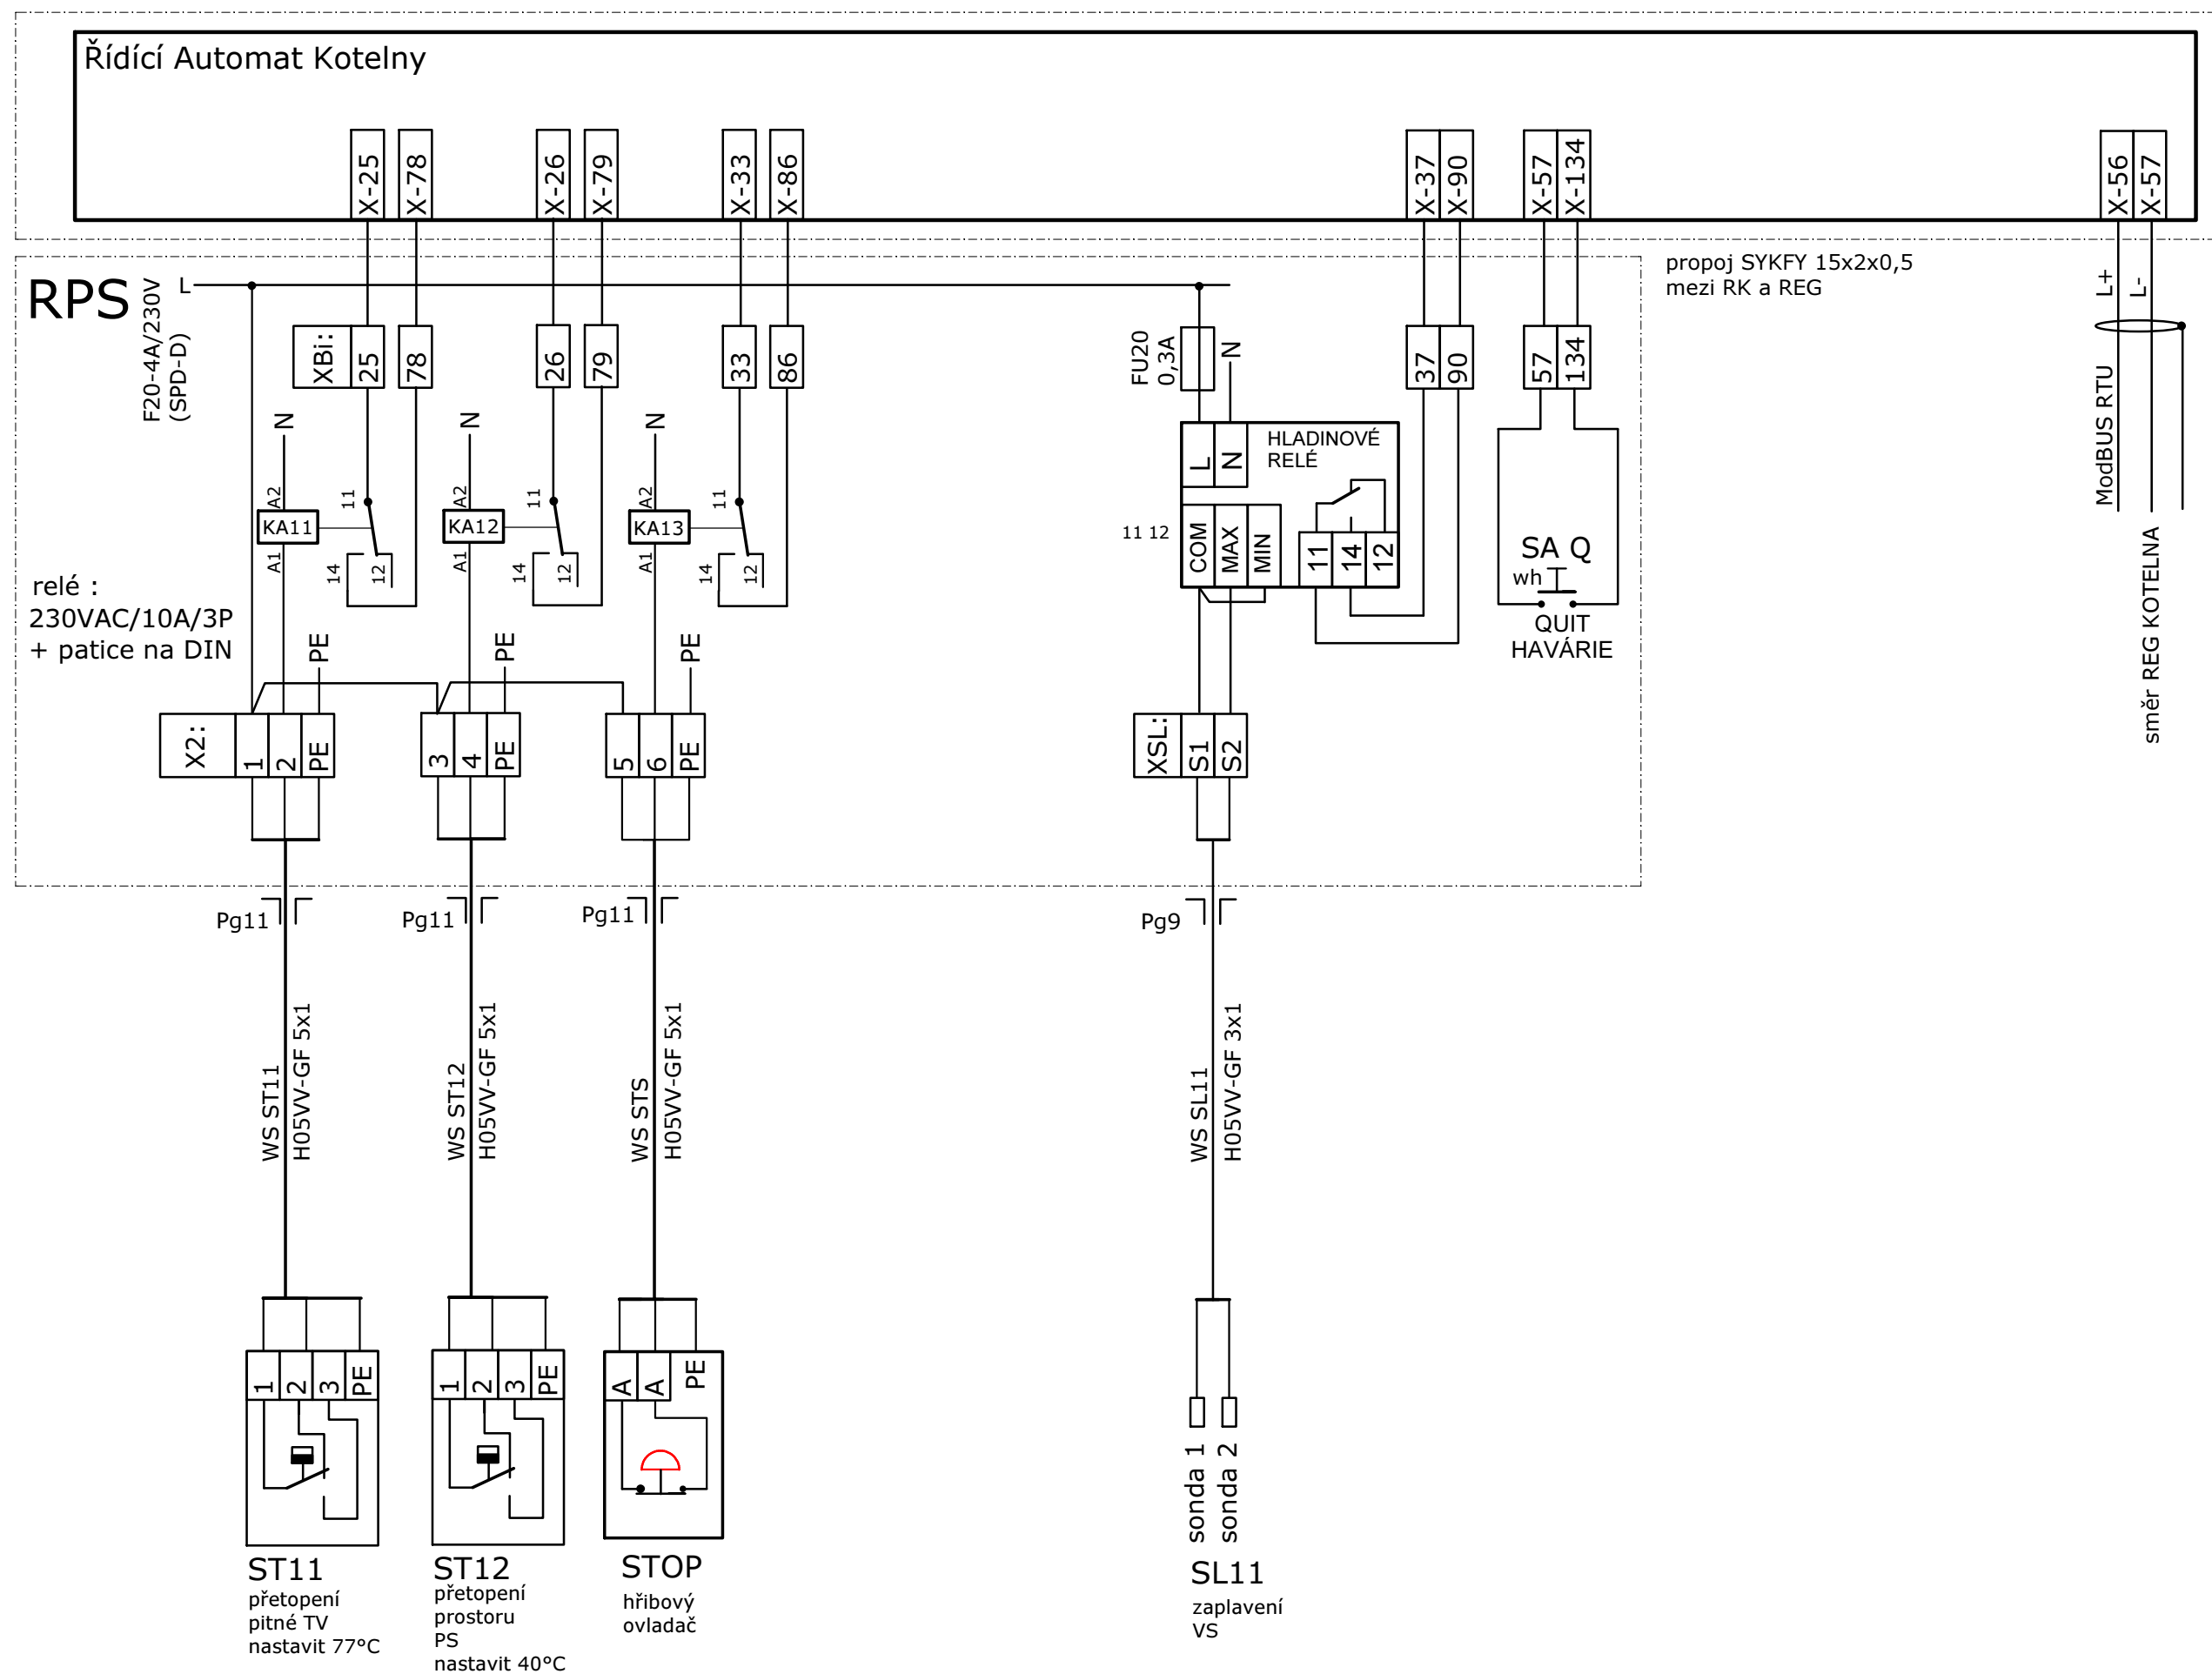 Řídící Automat Kotelny
X-25
X-78
X-26
X-79
X-33
X-86
X-37
X-90
X-57
X-134
X-56
X-57
RPS
F20-4A/230V
(SPD-D)
L
propoj SYKFY 15x2x0,5
mezi RK a REG
L+
L-
ModBUS RTU
směr REG KOTELNA
XBi:
25
78
26
79
33
86
FU20
0,3A
N
37
90
57
134
N
N
N
A2
11
A2
11
A2
11
KA11
KA12
KA13
A1
14
12
A1
14
12
A1
14
12
L
N
HLADINOVÉ
RELÉ
11 12
COM
MAX
MIN
11
14
12
SA Q
wh
QUIT
HAVÁRIE
relé :
230VAC/10A/3P
+ patice na DIN
PE
PE
PE
X2:
1
2
PE
3
4
PE
5
6
PE
XSL:
S1
S2
Pg11
Pg11
Pg11
Pg9
WS ST11
H05VV-GF 5x1
WS ST12
H05VV-GF 5x1
WS STS
H05VV-GF 5x1
WS SL11
H05VV-GF 3x1
1
2
3
PE
1
2
3
PE
A
A
PE
sonda 1
sonda 2
ST11
přetopení
pitné TV
nastavit 77°C
ST12
přetopení
prostoru
PS
nastavit 40°C
STOP
hřibový
ovladač
SL11
zaplavení
VS